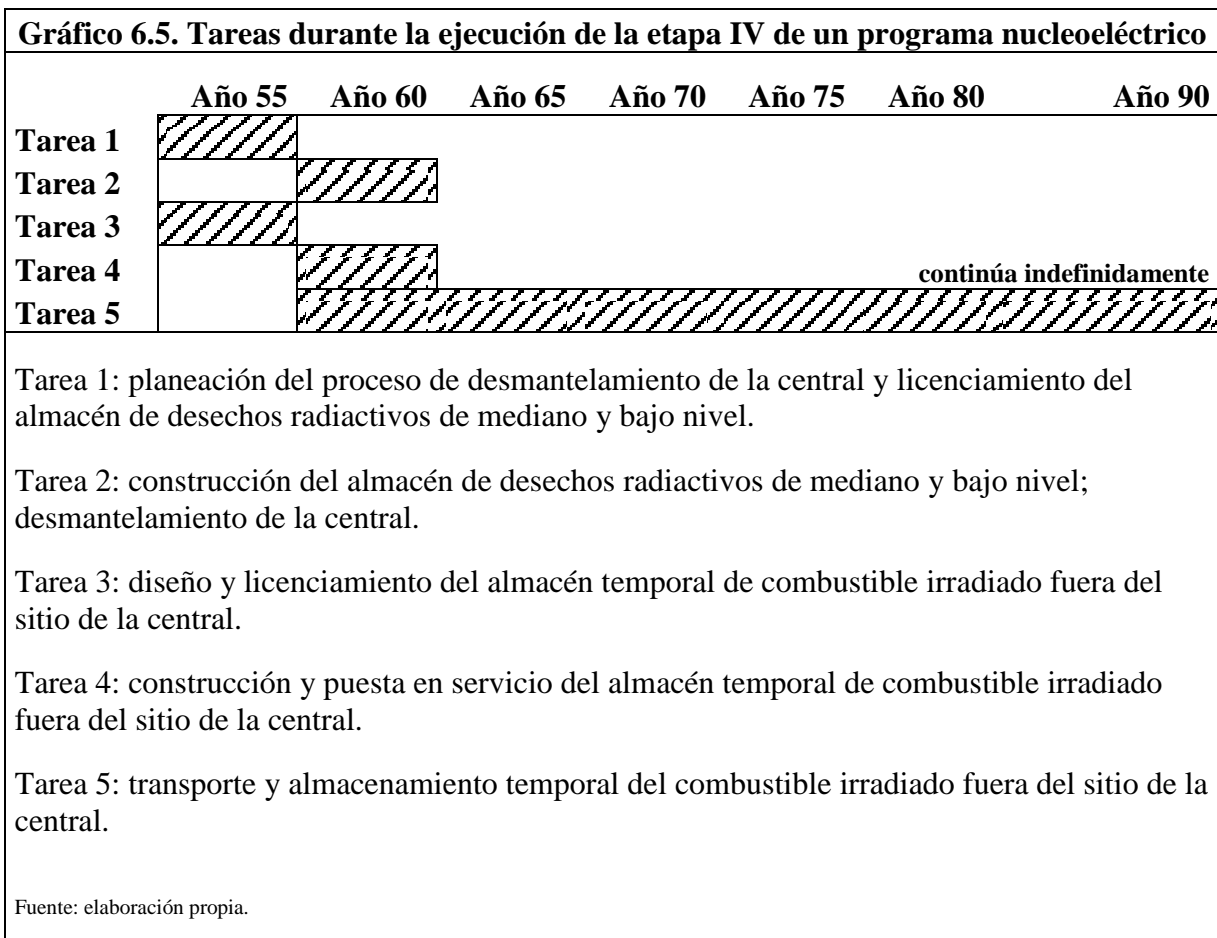 Gráfico 6.5. Tareas durante la ejecución de la etapa IV de un programa nucleoeléctrico
Año 55 Año 60 Año 65 Año 70 Año 75 Año 80 Año 90
Tarea 1
Tarea 2
Tarea 3
Tarea 4 continúa indefinidamente
Tarea 5
Tarea 1: planeación del proceso de desmantelamiento de la central y licenciamiento del
almacén de desechos radiactivos de mediano y bajo nivel.
Tarea 2: construcción del almacén de desechos radiactivos de mediano y bajo nivel;
desmantelamiento de la central.
Tarea 3: diseño y licenciamiento del almacén temporal de combustible irradiado fuera del
sitio de la central.
Tarea 4: construcción y puesta en servicio del almacén temporal de combustible irradiado
fuera del sitio de la central.
Tarea 5: transporte y almacenamiento temporal del combustible irradiado fuera del sitio de la
central.
Fuente: elaboración propia.